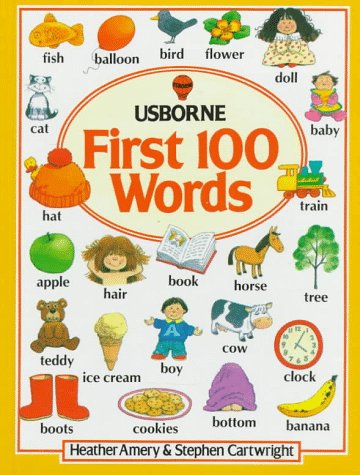 fish
balloon
bird
flower
doll
cat
baby
USBORNE
First 100
Words
hat
train
apple
hair
book
horse
tree
teddy
ice cream
boy
A
cow
clock
boots
cookies
bottom
banana
Heather Amery & Stephen Cartwright